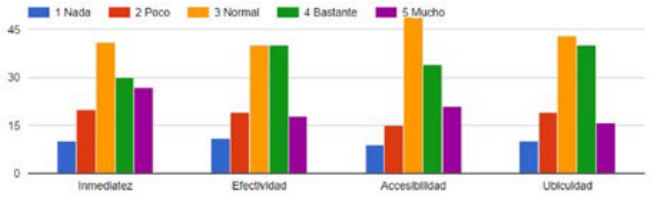 1 Nada 2 Poco 3 Normal 4 Bastante 5 Mucho
45
30
15
0
Inmediatez Efectividad Accesibilidad Ubicuidad